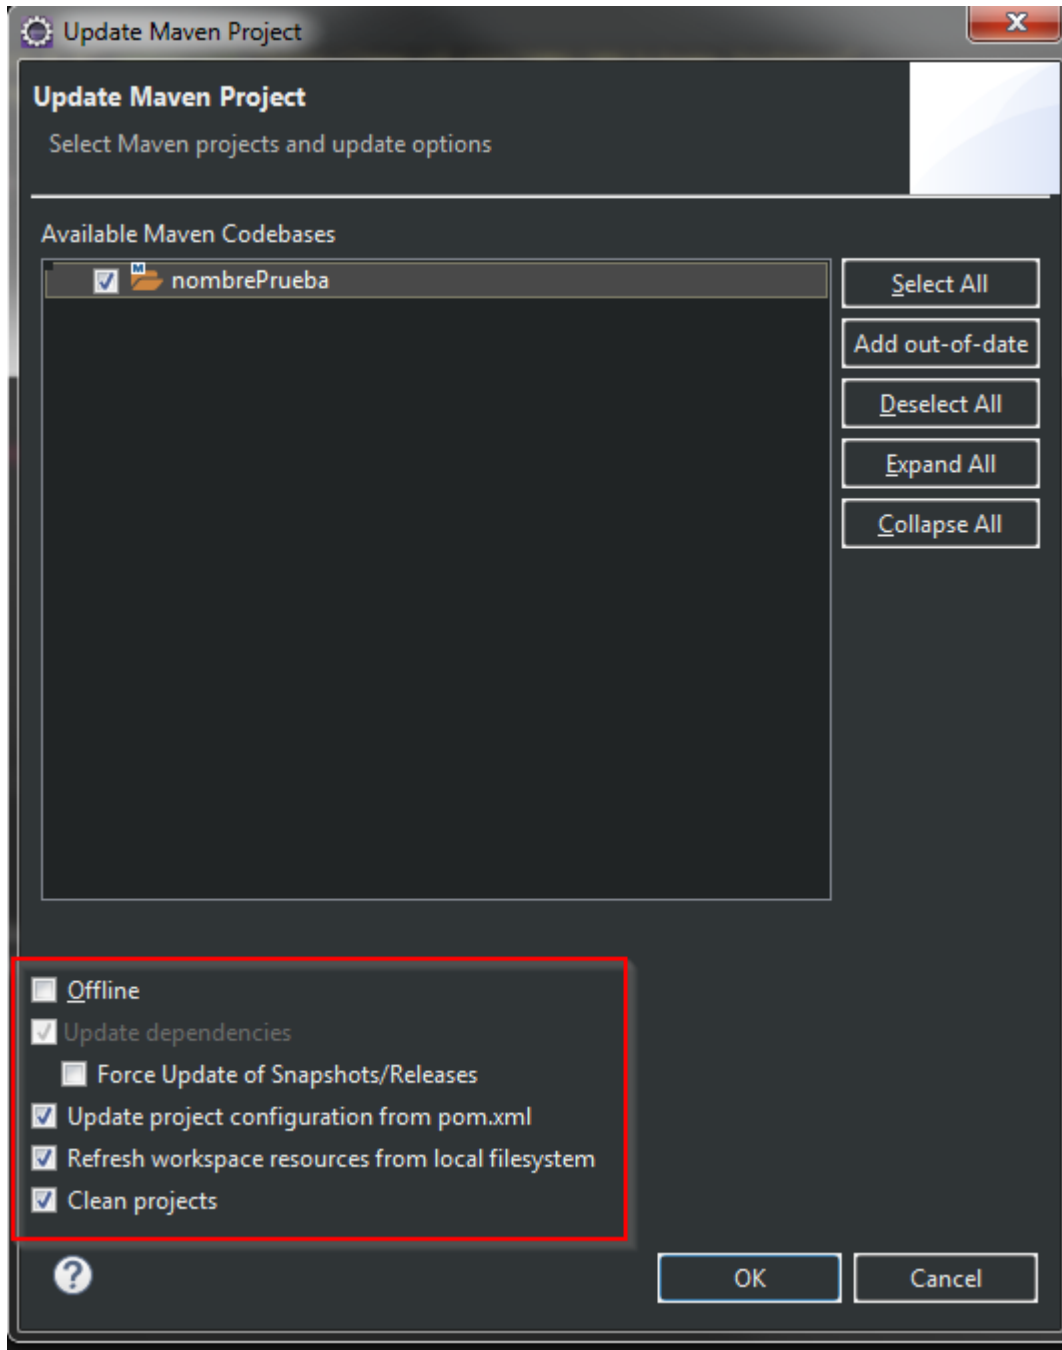 Update Maven Project
x
Update Maven Project
Select Maven projects and update options
Available Maven Codebases
M
nombrePrueba
Select All
Add out-of-date
Deselect All
Expand All
Collapse All
Offline
Update dependencies
Force Update of Snapshots/Releases
Update project configuration from pom.xml
Refresh workspace resources from local filesystem
Clean projects
?
OK
Cancel